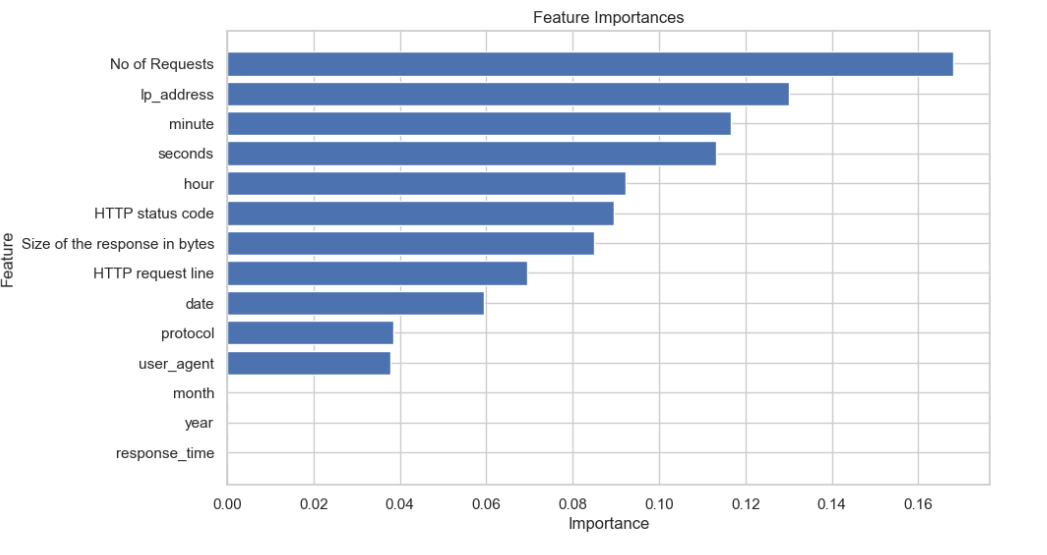 Feature Importances
Feature
No of Requests
Ip_address
minute
seconds
hour
HTTP status code
Size of the response in bytes
HTTP request line
date
protocol
user_agent
month
year
response_time
0.00 0.02 0.04 0.06 0.08 0.10 0.12 0.14 0.16
Importance